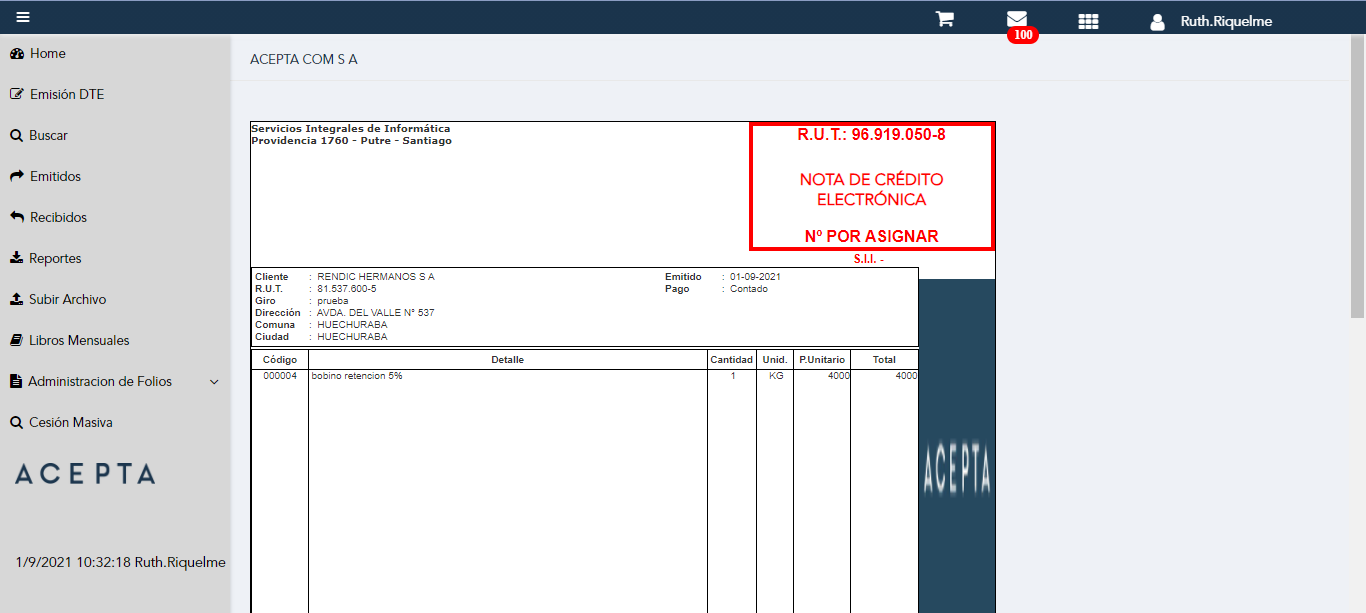 Ruth.Riquelme
100
Home
Emisión DTE
Buscar
Emitidos
Recibidos
Reportes
Subir Archivo
Libros Mensuales
Administracion de Folios
Cesión Masiva
ACEPTA
1/9/2021 10:32:18 Ruth.Riquelme
ACEPTA COM S A
Servicios Integrales de Informática
Providencia 1760 - Putre - Santiago
R.U.T.: 96.919.050-8
NOTA DE CRÉDITO
ELECTRÓNICA
Nº POR ASIGNAR
S.I.I. -
Cliente : RENDIC HERMANOS S A Emitido : 01-09-2021
R.U.T. : 81.537.600-5 Pago : Contado
Giro : prueba
Dirección : AVDA. DEL VALLE N° 537
Comuna : HUECHURABA
Ciudad : HUECHURABA
Código Detalle Cantidad Unid. P.Unitario Total
000004 bobino retencion 5% 1 KG 4000 4000
ACEPTA